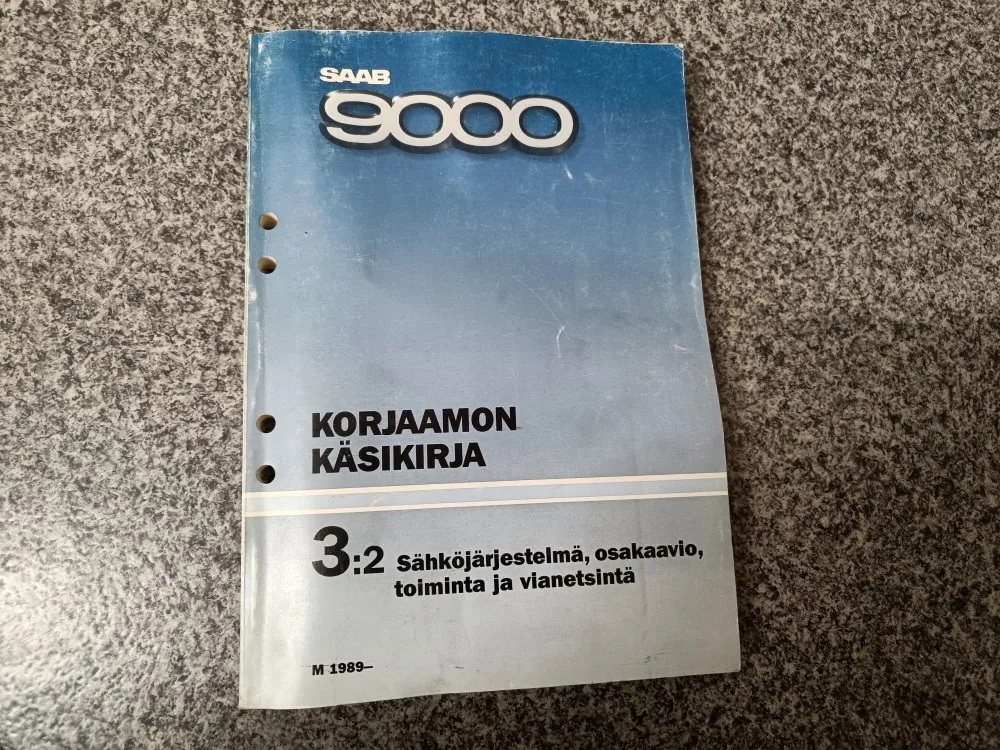 SAAB
9000
KORJAAMON
KÄSIKIRJA
3:2 Sähköjärjestelmä, osakaavio,
toiminta ja vianetsintä
M 1989–